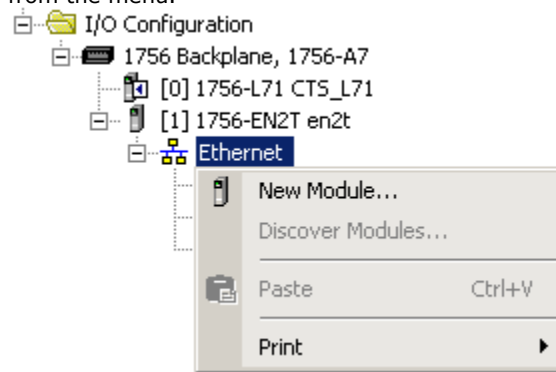 from the menu.
I/O Configuration
1756 Backplane, 1756-A7
[0] 1756-L71 CTS_L71
[1] 1756-EN2T en2t
Ethernet
New Module...
Discover Modules...
Paste Ctrl+V
Print